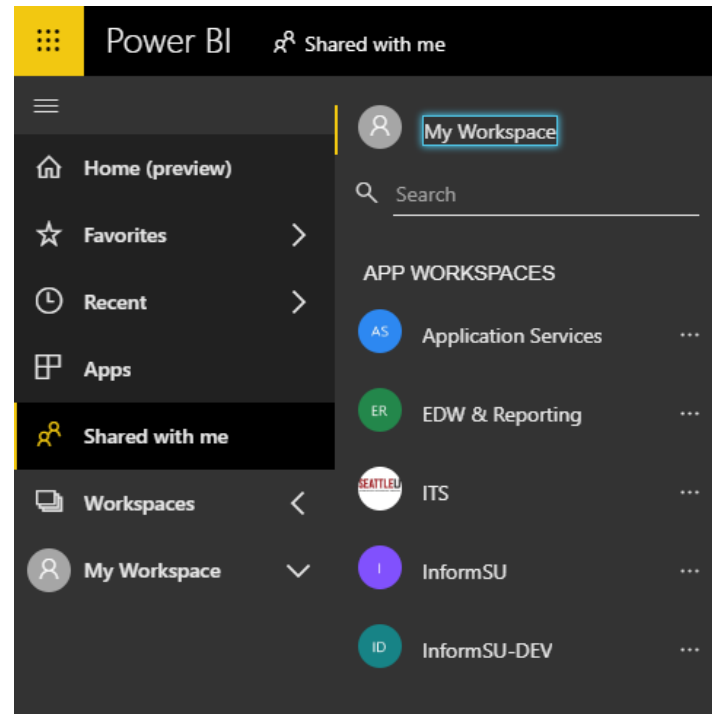 Power BI
Shared with me
Home (preview)
Favorites
Recent
Apps
Shared with me
Workspaces
My Workspace
My Workspace
Search
APP WORKSPACES
AS Application Services
ER EDW & Reporting
SEATTLEU ITS
I InformSU
ID InformSU-DEV